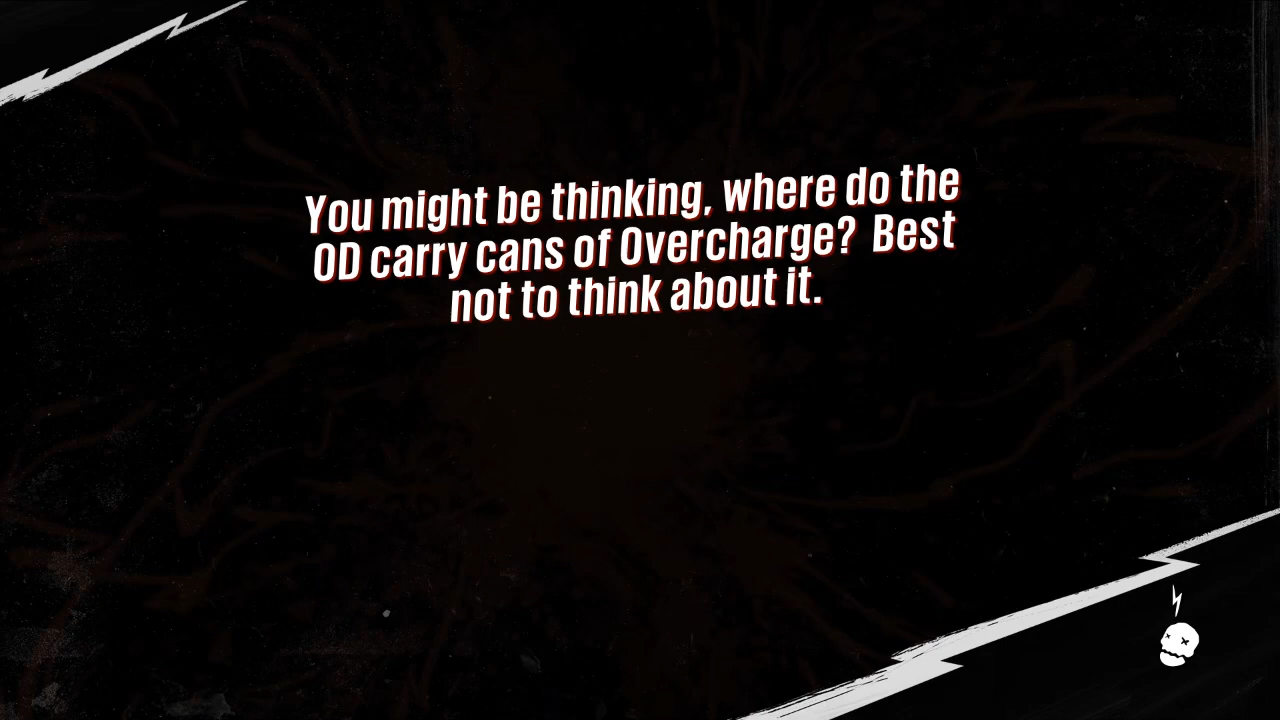 You might be thinking, where do the
OD carry cans of Overcharge? Best
not to think about it.